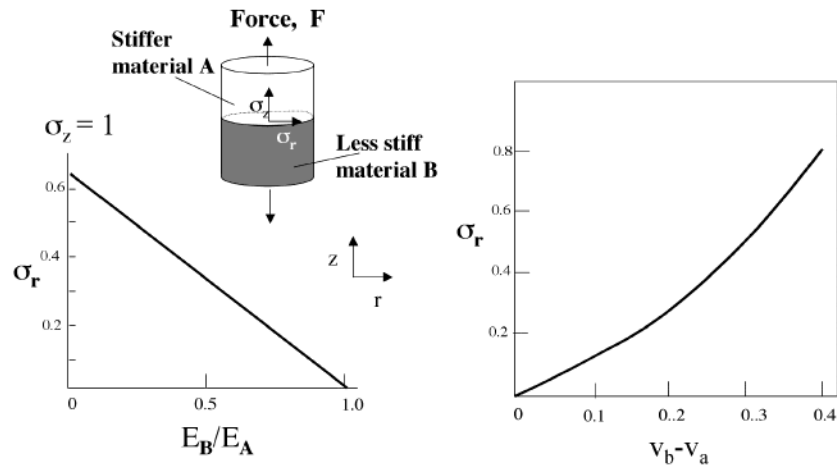 Force, F
Stiffer
material A
σz
σr
Less stiff
material B
σz = 1
0.6
0.4
σr
0.2
0
0.5
1.0
EB/EA
z
r
0.8
0.6
σr
0.4
0.2
0
0.1
0..2
0..3
0.4
vb-va